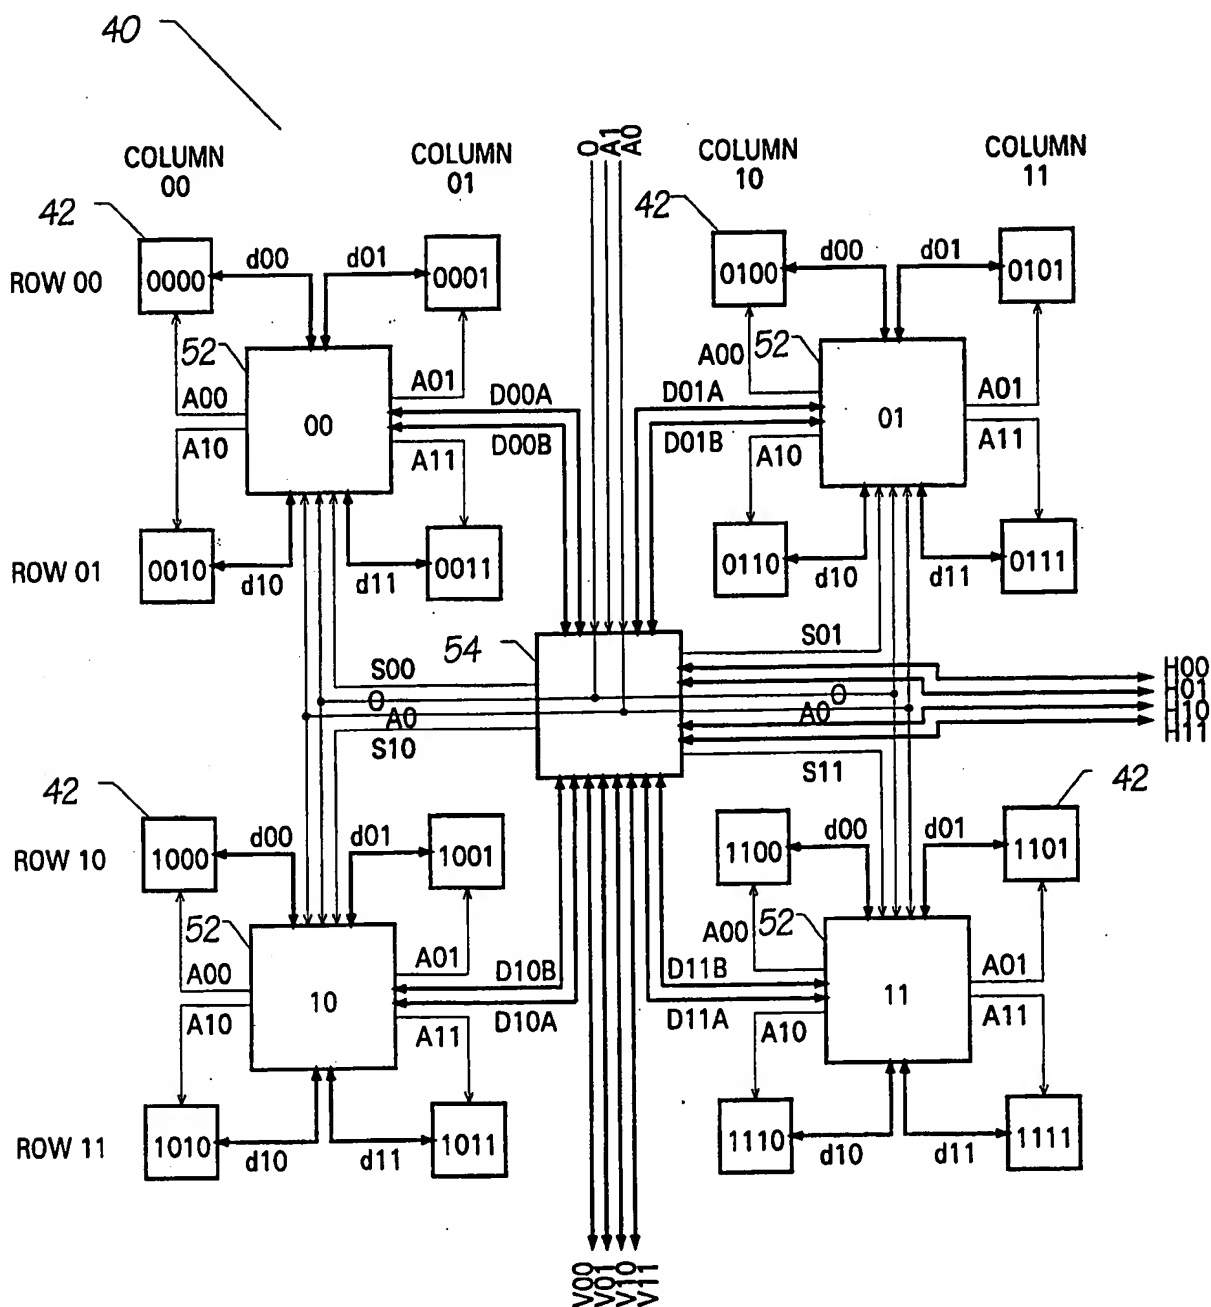 40
COLUMN
00
COLUMN
01
O
A1
A0
COLUMN
10
COLUMN
11
42
42
ROW 00
0000
d00
d01
0001
0100
d00
d01
0101
52
52
A00
A01
A00
A01
00
D00A
D01A
01
A10
A11
D00B
D01B
A10
A11
ROW 01
0010
d10
d11
0011
0110
d10
d11
0111
54
S00
S01
O
O
A0
A0
S10
S11
H00
H01
H10
H11
42
42
ROW 10
1000
d00
d01
1001
1100
d00
d01
1101
52
52
A00
A01
A00
A01
10
D10B
D11B
11
A10
A11
D10A
D11A
A10
A11
ROW 11
1010
d10
d11
1011
1110
d10
d11
1111
V00
V01
V10
V11